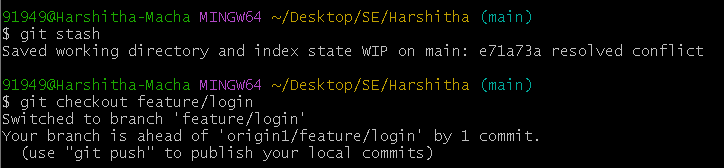 91949@Harshitha-Macha MINGW64 ~/Desktop/SE/Harshitha (main)
$ git stash
Saved working directory and index state WIP on main: e71a73a resolved conflict
91949@Harshitha-Macha MINGW64 ~/Desktop/SE/Harshitha (main)
$ git checkout feature/login
Switched to branch 'feature/login'
Your branch is ahead of 'origin1/feature/login' by 1 commit.
  (use "git push" to publish your local commits)